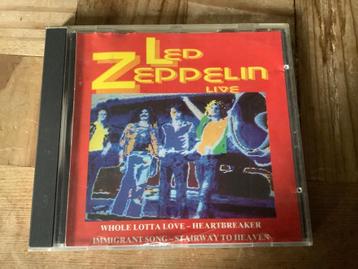 LED
ZEPPELIN
LIVE
WHOLE LOTTA LOVE – HEARTBREAKER
IMMIGRANT SONG – STAIRWAY TO HEAVEN